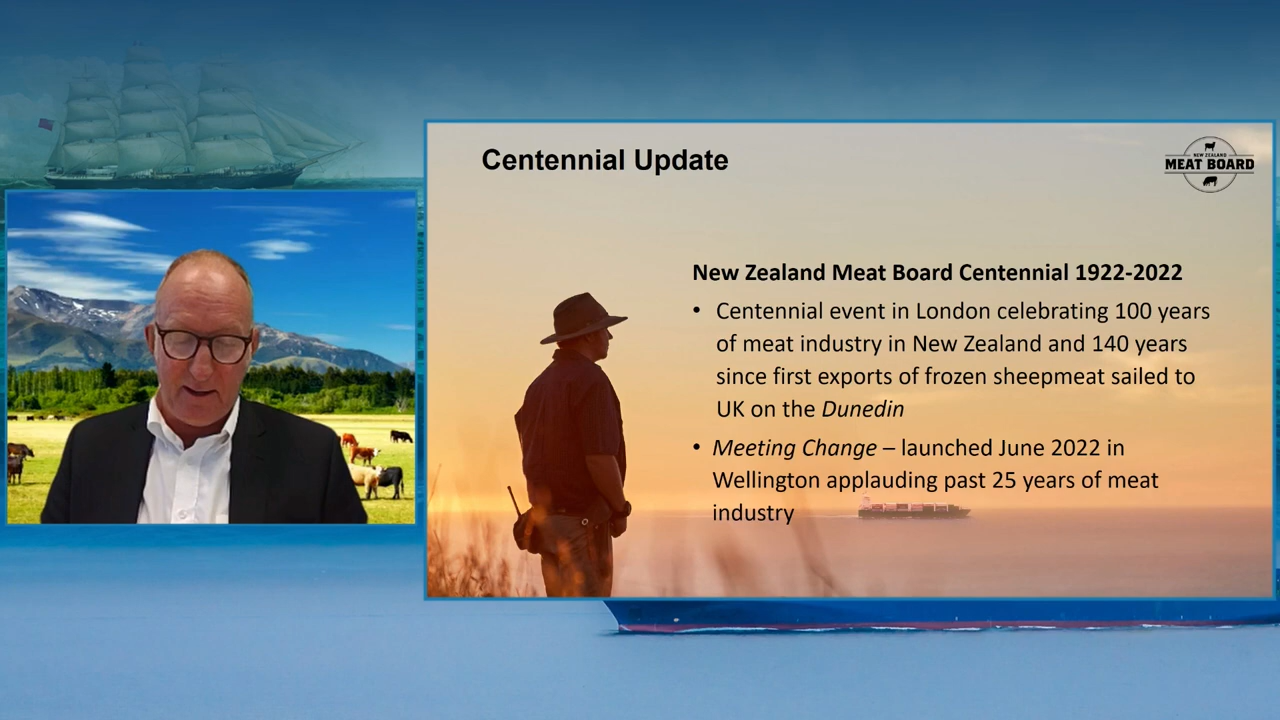 Centennial Update
NEW ZEALAND
MEAT BOARD
New Zealand Meat Board Centennial 1922-2022
• Centennial event in London celebrating 100 years
of meat industry in New Zealand and 140 years
since first exports of frozen sheepmeat sailed to
UK on the Dunedin
• Meeting Change – launched June 2022 in
Wellington applauding past 25 years of meat
industry